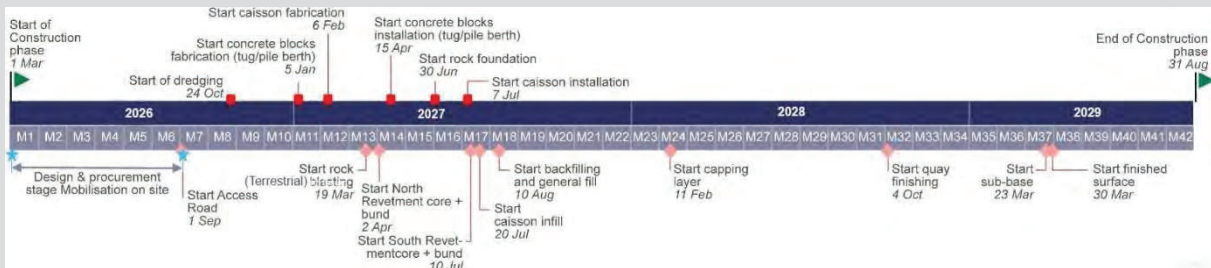 Start of
Construction
phase
1 Mar
Start caisson fabrication
6 Feb
Start concrete blocks
fabrication (tug/pile berth)
5 Jan
Start of dredging
24 Oct
Start concrete blocks
installation (tug/pile berth)
15 Apr
Start rock foundation
30 Jun
Start caisson installation
7 Jul
End of Construction
phase
31 Aug
2026 2027 2028 2029
M1 M2 M3 M4 M5 M6 M7 M8 M9 M10 M11 M12 M13 M14 M15 M16 M17 M18 M19 M20 M21 M22 M23 M24 M25 M26 M27 M28 M29 M30 M31 M32 M33 M34 M35 M36 M37 M38 M39 M40 M41 M42
Design & procurement
stage Mobilisation on site
Start Access
Road
1 Sep
Start rock
(Terrestrial) blasting
19 Mar
Start North
Revetment core +
bund
2 Apr
Start South Revet-
mentcore + bund
10 Jul
Start
caisson infill
20 Jul
Start backfilling
and general fill
10 Aug
Start capping
layer
11 Feb
Start quay
finishing
4 Oct
Start
sub-base
23 Mar
Start finished
surface
30 Mar